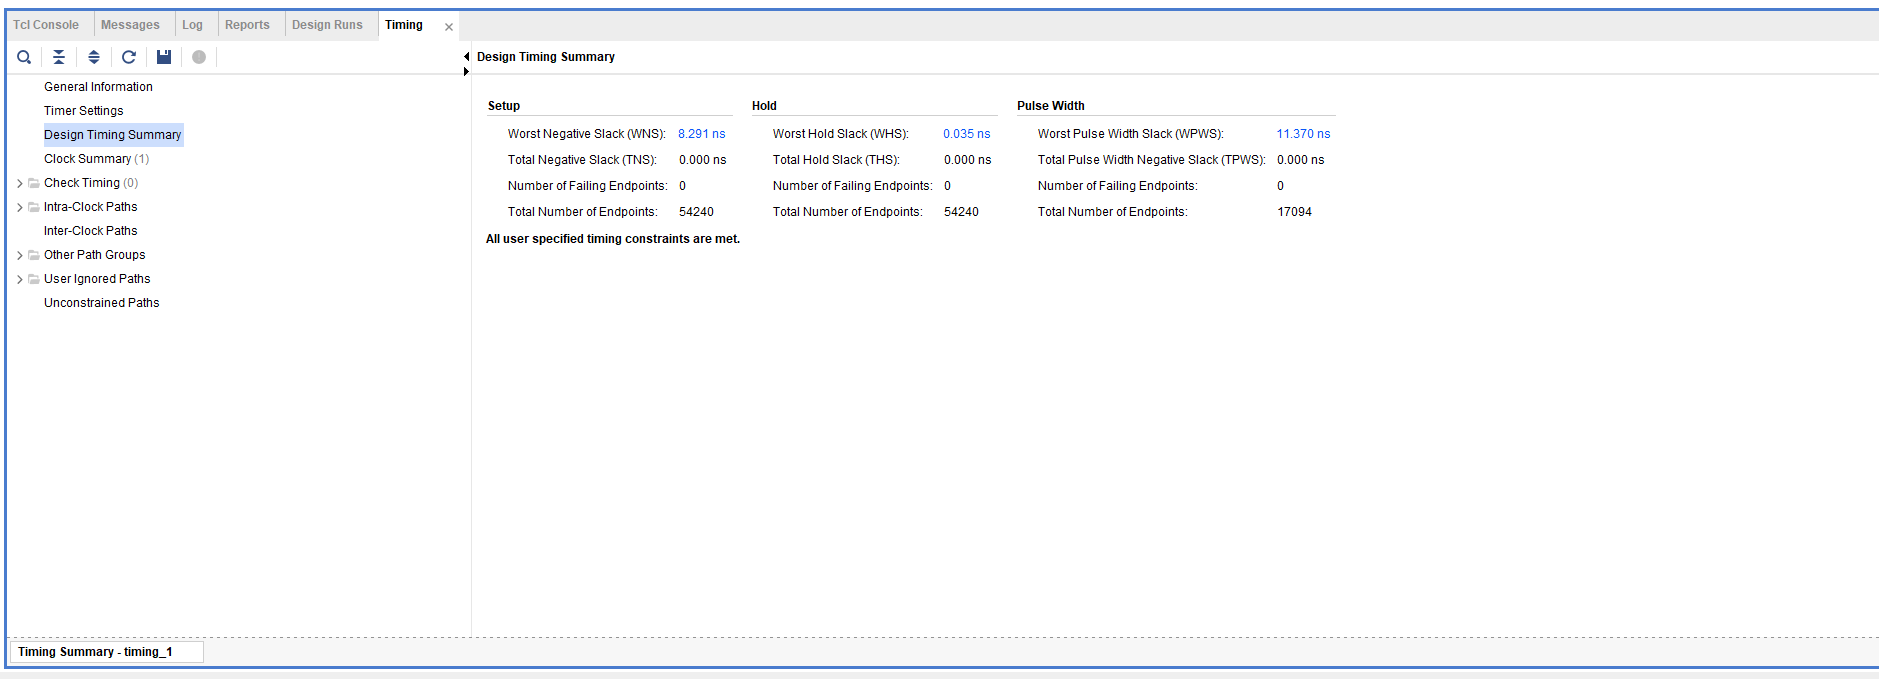 Tcl Console Messages Log Reports Design Runs Timing
Design Timing Summary
General Information
Timer Settings
Design Timing Summary
Clock Summary (1)
Check Timing (0)
Intra-Clock Paths
Inter-Clock Paths
Other Path Groups
User Ignored Paths
Unconstrained Paths
Setup Hold Pulse Width
Worst Negative Slack (WNS): 8.291 ns Worst Hold Slack (WHS): 0.035 ns Worst Pulse Width Slack (WPWS): 11.370 ns
Total Negative Slack (TNS): 0.000 ns Total Hold Slack (THS): 0.000 ns Total Pulse Width Negative Slack (TPWS): 0.000 ns
Number of Failing Endpoints: 0 Number of Failing Endpoints: 0 Number of Failing Endpoints: 0
Total Number of Endpoints: 54240 Total Number of Endpoints: 54240 Total Number of Endpoints: 17094
All user specified timing constraints are met.
Timing Summary - timing_1